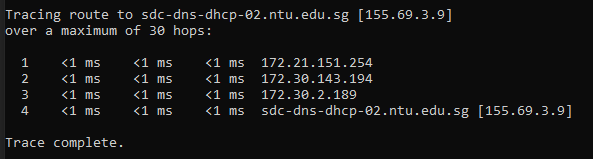 Tracing route to sdc-dns-dhcp-02.ntu.edu.sg [155.69.3.9]
over a maximum of 30 hops:
1 <1 ms <1 ms <1 ms 172.21.151.254
2 <1 ms <1 ms <1 ms 172.30.143.194
3 <1 ms <1 ms <1 ms 172.30.2.189
4 <1 ms <1 ms <1 ms sdc-dns-dhcp-02.ntu.edu.sg [155.69.3.9]
Trace complete.